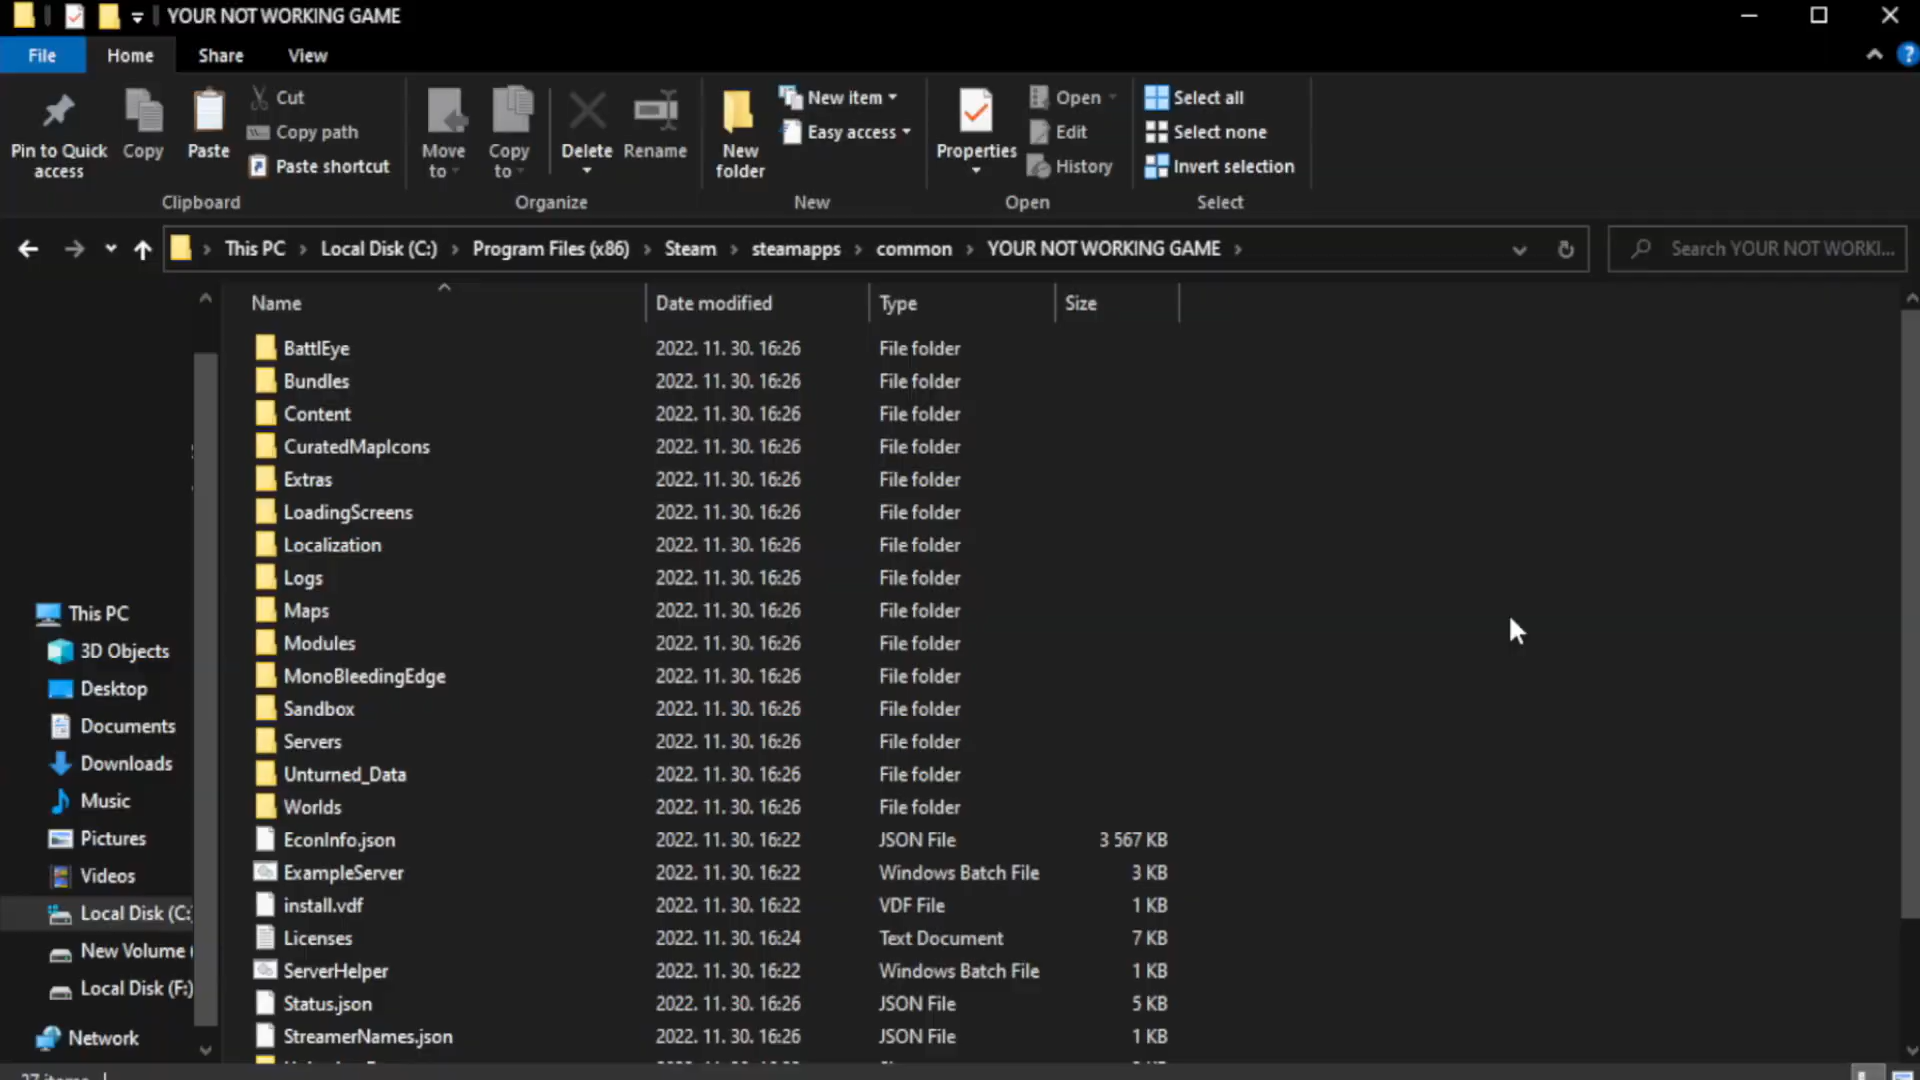 YOUR NOT WORKING GAME
File Home Share View
Pin to Quick access
Copy
Paste
Cut
Copy path
Paste shortcut
Clipboard
Move to
Copy to
Delete
Rename
Organize
New folder
New item
Easy access
New
Properties
Open
Edit
History
Open
Select all
Select none
Invert selection
Select
This PC Local Disk (C:) Program Files (x86) Steam steamapps common YOUR NOT WORKING GAME
Search YOUR NOT WORKI...
Name Date modified Type Size
BattlEye 2022. 11. 30. 16:26 File folder
Bundles 2022. 11. 30. 16:26 File folder
Content 2022. 11. 30. 16:26 File folder
CuratedMapIcons 2022. 11. 30. 16:26 File folder
Extras 2022. 11. 30. 16:26 File folder
LoadingScreens 2022. 11. 30. 16:26 File folder
Localization 2022. 11. 30. 16:26 File folder
Logs 2022. 11. 30. 16:26 File folder
Maps 2022. 11. 30. 16:26 File folder
Modules 2022. 11. 30. 16:26 File folder
MonoBleedingEdge 2022. 11. 30. 16:26 File folder
Sandbox 2022. 11. 30. 16:26 File folder
Servers 2022. 11. 30. 16:26 File folder
Unturned_Data 2022. 11. 30. 16:26 File folder
Worlds 2022. 11. 30. 16:26 File folder
EconInfo.json 2022. 11. 30. 16:22 JSON File 3 567 KB
ExampleServer 2022. 11. 30. 16:22 Windows Batch File 3 KB
install.vdf 2022. 11. 30. 16:22 VDF File 1 KB
Licenses 2022. 11. 30. 16:24 Text Document 7 KB
ServerHelper 2022. 11. 30. 16:22 Windows Batch File 1 KB
Status.json 2022. 11. 30. 16:26 JSON File 5 KB
StreamerNames.json 2022. 11. 30. 16:26 JSON File 1 KB
This PC
3D Objects
Desktop
Documents
Downloads
Music
Pictures
Videos
Local Disk (C:
New Volume (
Local Disk (F:)
Network